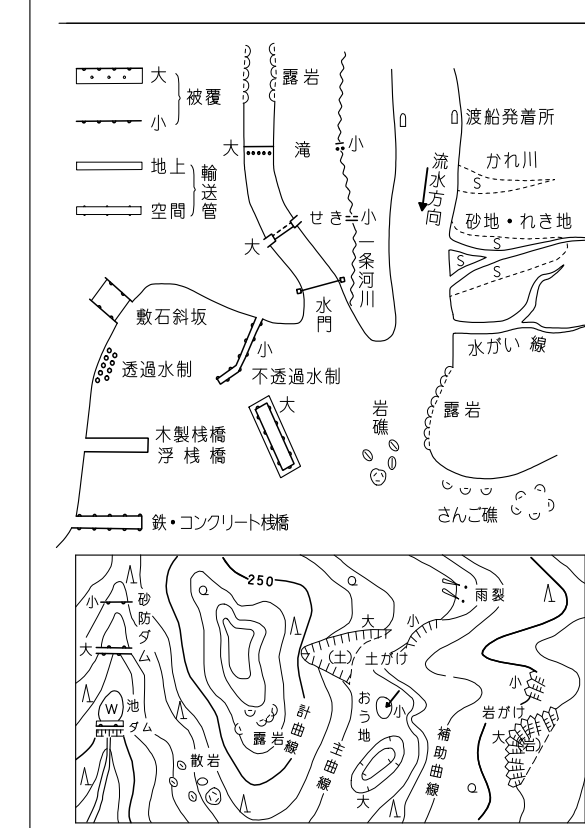 大
小
被覆
地上
空間
輸送管
露岩
大
滝
小
せき
小
大
一条河川
水門
渡船発着所
流水方向
かれ川
S
砂地・れき地
S
S
S
水がい線
敷石斜坂
小
透過水制
不透過水制
大
岩礁
露岩
木製桟橋
浮桟橋
さんご礁
鉄・コンクリート桟橋
250
小
砂防ダム
大
W
池
ダム
散岩
露岩
計曲線
主曲線
大
小
(土)
土がけ
雨裂
おう地
小
大
補助曲線
小
岩がけ
大
(岩)